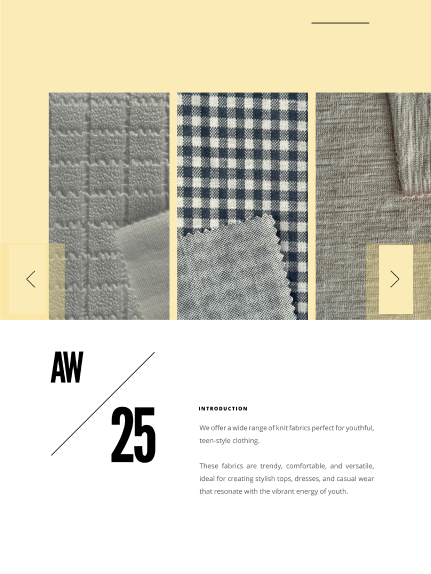 AW
25
INTRODUCTION
We offer a wide range of knit fabrics perfect for youthful,
teen-style clothing.
These fabrics are trendy, comfortable, and versatile,
ideal for creating stylish tops, dresses, and casual wear
that resonate with the vibrant energy of youth.